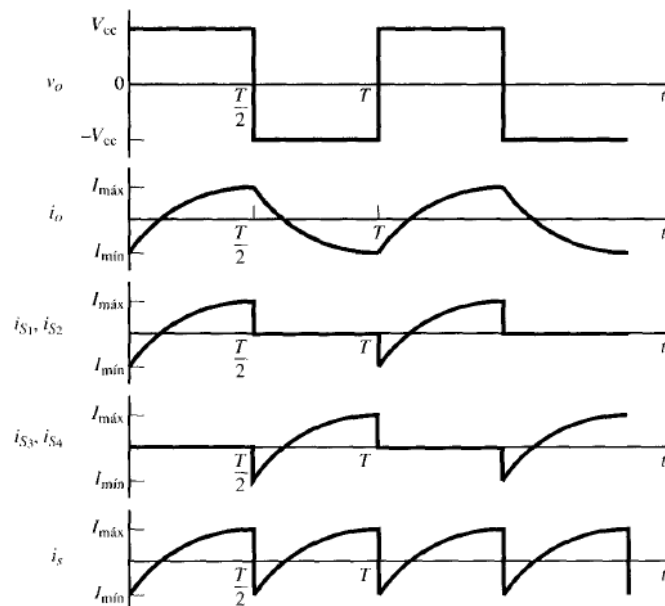 V_cc
v_o 0 T/2 T t
−V_cc
I_máx
i_o T/2 T t
I_mín
I_máx
i_S1, i_S2 T/2 T t
I_mín
I_máx
i_S3, i_S4 T/2 T t
I_mín
I_máx
i_s T/2 T t
I_mín